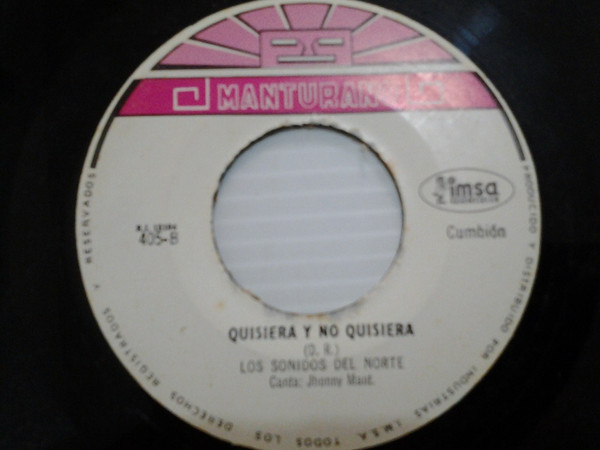 MANTURAN
imsa
405-B
Cumbión
QUISIERA Y NO QUISIERA
(D. R.)
LOS SONIDOS DEL NORTE
Canta: Jhonny Maud.
PRODUCIDO Y DISTRIBUIDO POR INDUSTRIAS I.M.S.A. TODOS LOS DERECHOS REGISTRADOS Y RESERVADOS